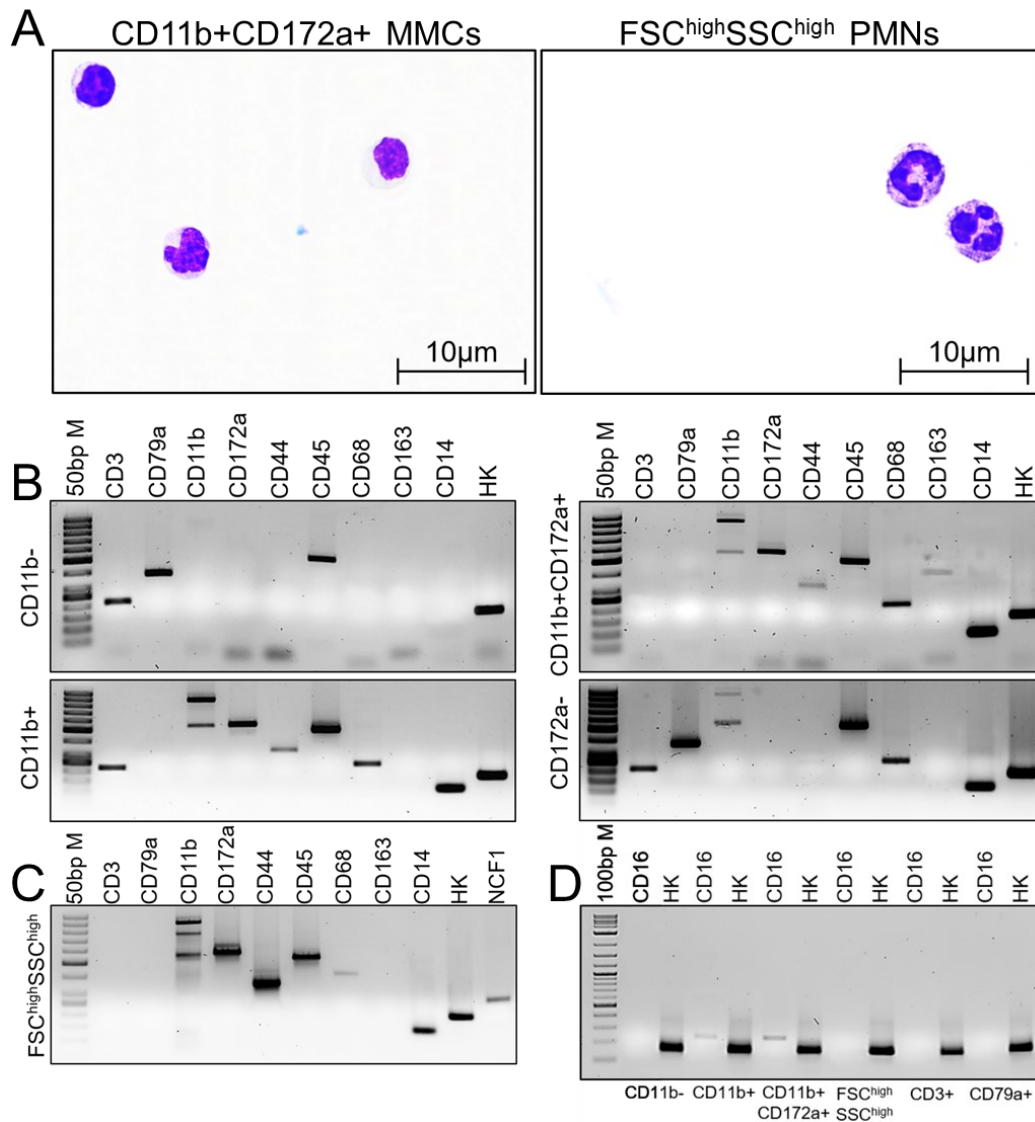 A
CD11b+CD172a+ MMCs
FSChighSSChigh PMNs
10µm
10µm
B
50bp M
CD3
CD79a
CD11b
CD172a
CD44
CD45
CD68
CD163
CD14
HK
50bp M
CD3
CD79a
CD11b
CD172a
CD44
CD45
CD68
CD163
CD14
HK
CD11b-
CD11b+CD172a+
CD11b+
CD172a-
C
50bp M
CD3
CD79a
CD11b
CD172a
CD44
CD45
CD68
CD163
CD14
HK
NCF1
FSChighSSChigh
D
100bp M
CD16
HK
CD16
HK
CD16
HK
CD16
HK
CD16
HK
CD16
HK
CD11b-
CD11b+
CD11b+
CD172a+
FSChigh
SSChigh
CD3+
CD79a+